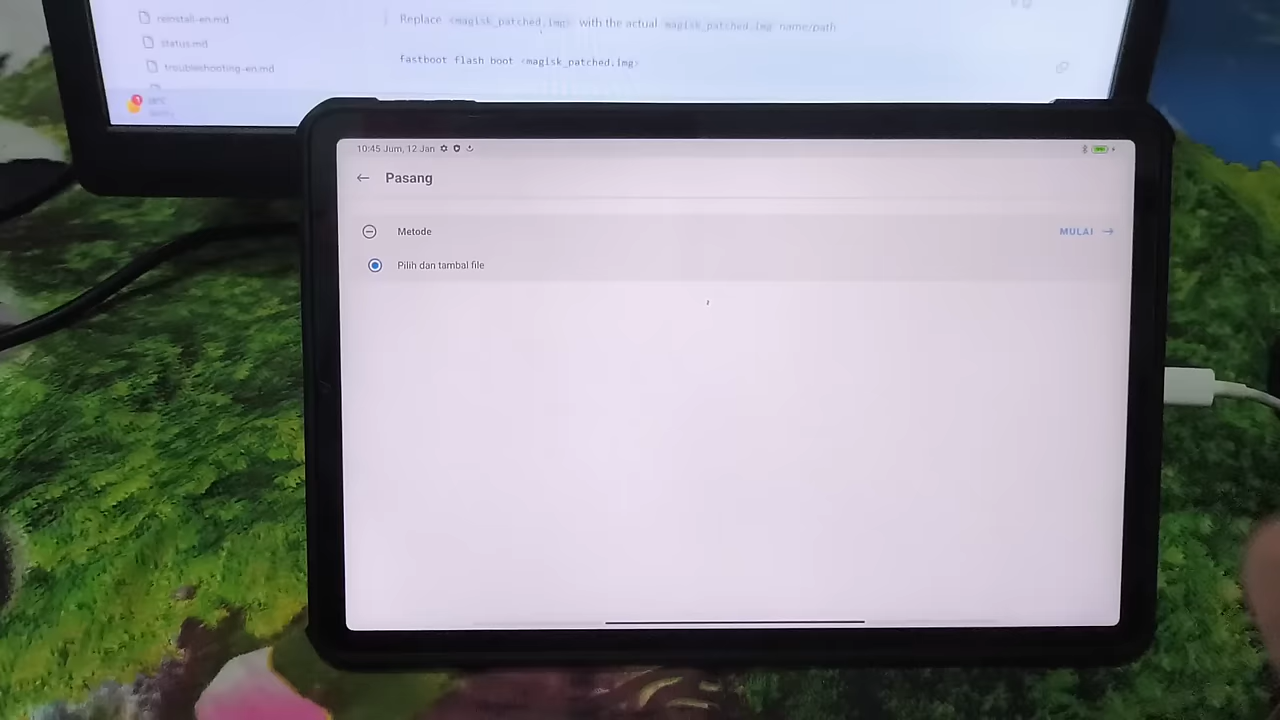 reinstall-en.md
status.md
troubleshooting-en.md
Replace <magisk_patched.img> with the actual magisk_patched.img name/path
fastboot flash boot <magisk_patched.img>
10:45 Jum, 12 Jan
Pasang
Metode
MULAI
Pilih dan tambal file